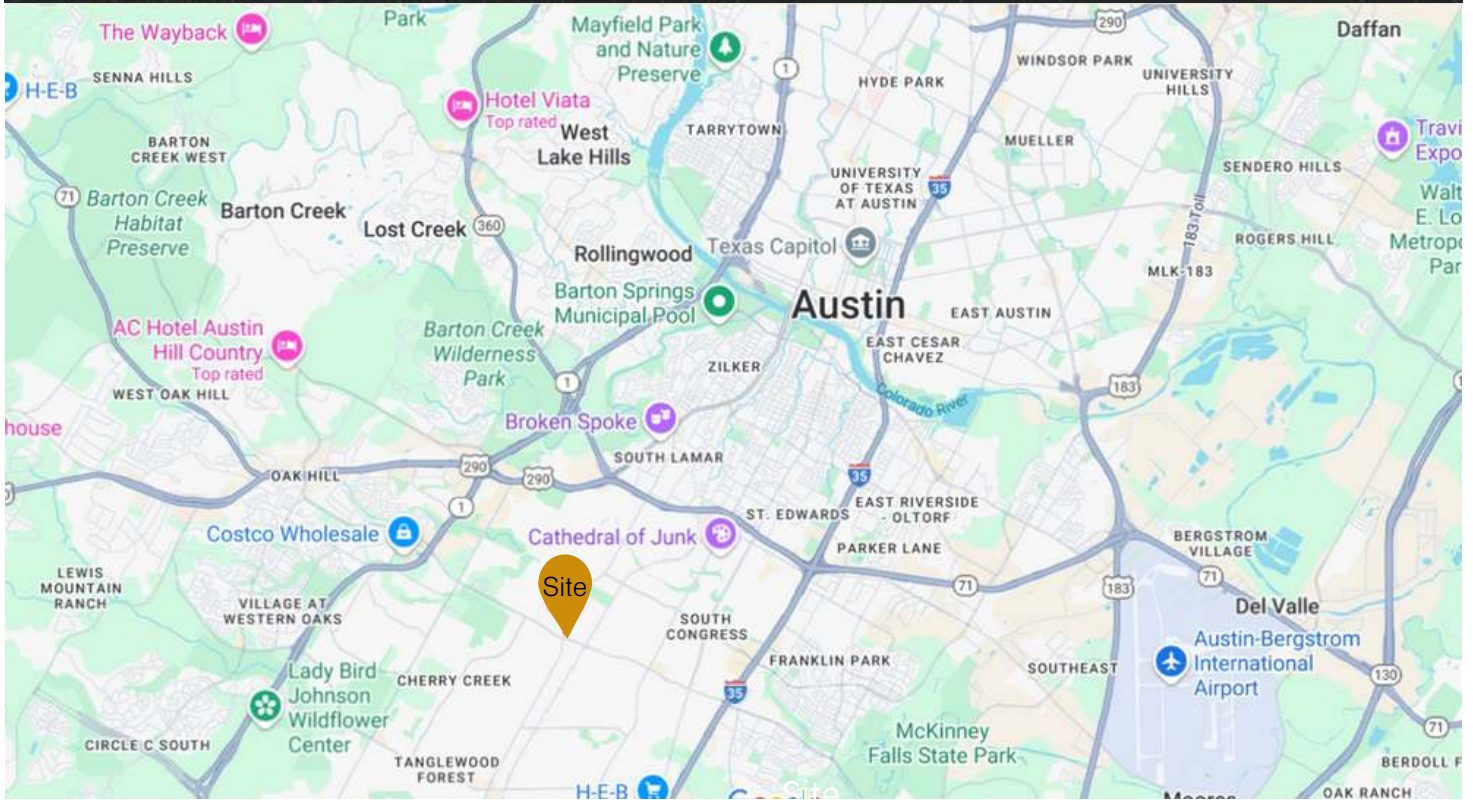 Park
The Wayback
Mayfield Park
and Nature
Preserve
290
Daffan
SENNA HILLS
H-E-B
1
WINDSOR PARK
HYDE PARK
UNIVERSITY
HILLS
Hotel Viata
Top rated
West
Lake Hills
TARRYTOWN
BARTON
CREEK WEST
MUELLER
SENDERO HILLS
UNIVERSITY
OF TEXAS
AT AUSTIN
35
71
Barton Creek
Habitat
Preserve
Barton Creek
Lost Creek
360
183 Toll
Rollingwood
Texas Capitol
ROGERS HILL
MLK-183
Barton Springs
Municipal Pool
Austin
EAST AUSTIN
AC Hotel Austin
Hill Country
Top rated
Barton Creek
Wilderness
Park
EAST CESAR
CHAVEZ
ZILKER
1
183
WEST OAK HILL
Colorado River
Broken Spoke
house
SOUTH LAMAR
290
OAK HILL
290
35
1
EAST RIVERSIDE
- OLTORF
ST. EDWARDS
Costco Wholesale
Cathedral of Junk
PARKER LANE
BERGSTROM
VILLAGE
LEWIS
MOUNTAIN
RANCH
Site
71
183
71
VILLAGE AT
WESTERN OAKS
Del Valle
SOUTH
CONGRESS
Austin-Bergstrom
International
Airport
FRANKLIN PARK
SOUTHEAST
Lady Bird
Johnson
Wildflower
Center
CHERRY CREEK
130
35
71
CIRCLE C SOUTH
McKinney
Falls State Park
TANGLEWOOD
FOREST
H-E-B
Site
OAK RANCH